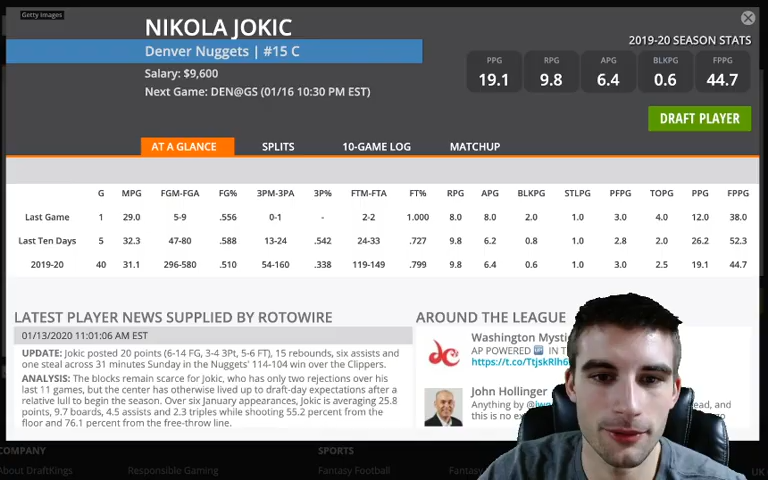 Getty Images
NIKOLA JOKIC
Denver Nuggets | #15 C
Salary: $9,600
Next Game: DEN@GS (01/16 10:30 PM EST)
2019-20 SEASON STATS
PPG RPG APG BLKPG FPPG
19.1 9.8 6.4 0.6 44.7
DRAFT PLAYER
AT A GLANCE SPLITS 10-GAME LOG MATCHUP
G MPG FGM-FGA FG% 3PM-3PA 3P% FTM-FTA FT% RPG APG BLKPG STLPG PFPG TOPG PPG FPPG
Last Game 1 29.0 5-9 .556 0-1 - 2-2 1.000 8.0 8.0 2.0 1.0 3.0 4.0 12.0 38.0
Last Ten Days 5 32.3 47-80 .588 13-24 .542 24-33 .727 9.8 6.2 0.8 1.0 2.8 2.0 26.2 52.3
2019-20 40 31.1 296-580 .510 54-160 .338 119-149 .799 9.8 6.4 0.6 1.0 3.0 2.5 19.1 44.7
LATEST PLAYER NEWS SUPPLIED BY ROTOWIRE
01/13/2020 11:01:06 AM EST
UPDATE: Jokic posted 20 points (6-14 FG, 3-4 3Pt, 5-6 FT), 15 rebounds, six assists and
one steal across 31 minutes Sunday in the Nuggets' 114-104 win over the Clippers.
ANALYSIS: The blocks remain scarce for Jokic, who has only two rejections over his
last 11 games, but the center has otherwise lived up to draft-day expectations after a
relative lull to begin the season. Over six January appearances, Jokic is averaging 25.8
points, 9.7 boards, 4.5 assists and 2.3 triples while shooting 55.2 percent from the
floor and 76.1 percent from the free-throw line.
AROUND THE LEAGUE
Washington Mysti
AP POWERED UP IN T
https://t.co/TtjskRlh6
John Hollinger
Anything by @iw ead, and
this is no ex zo
COMPANY SPORTS
About DraftKings Responsible Gaming Fantasy Football Fantasy UK